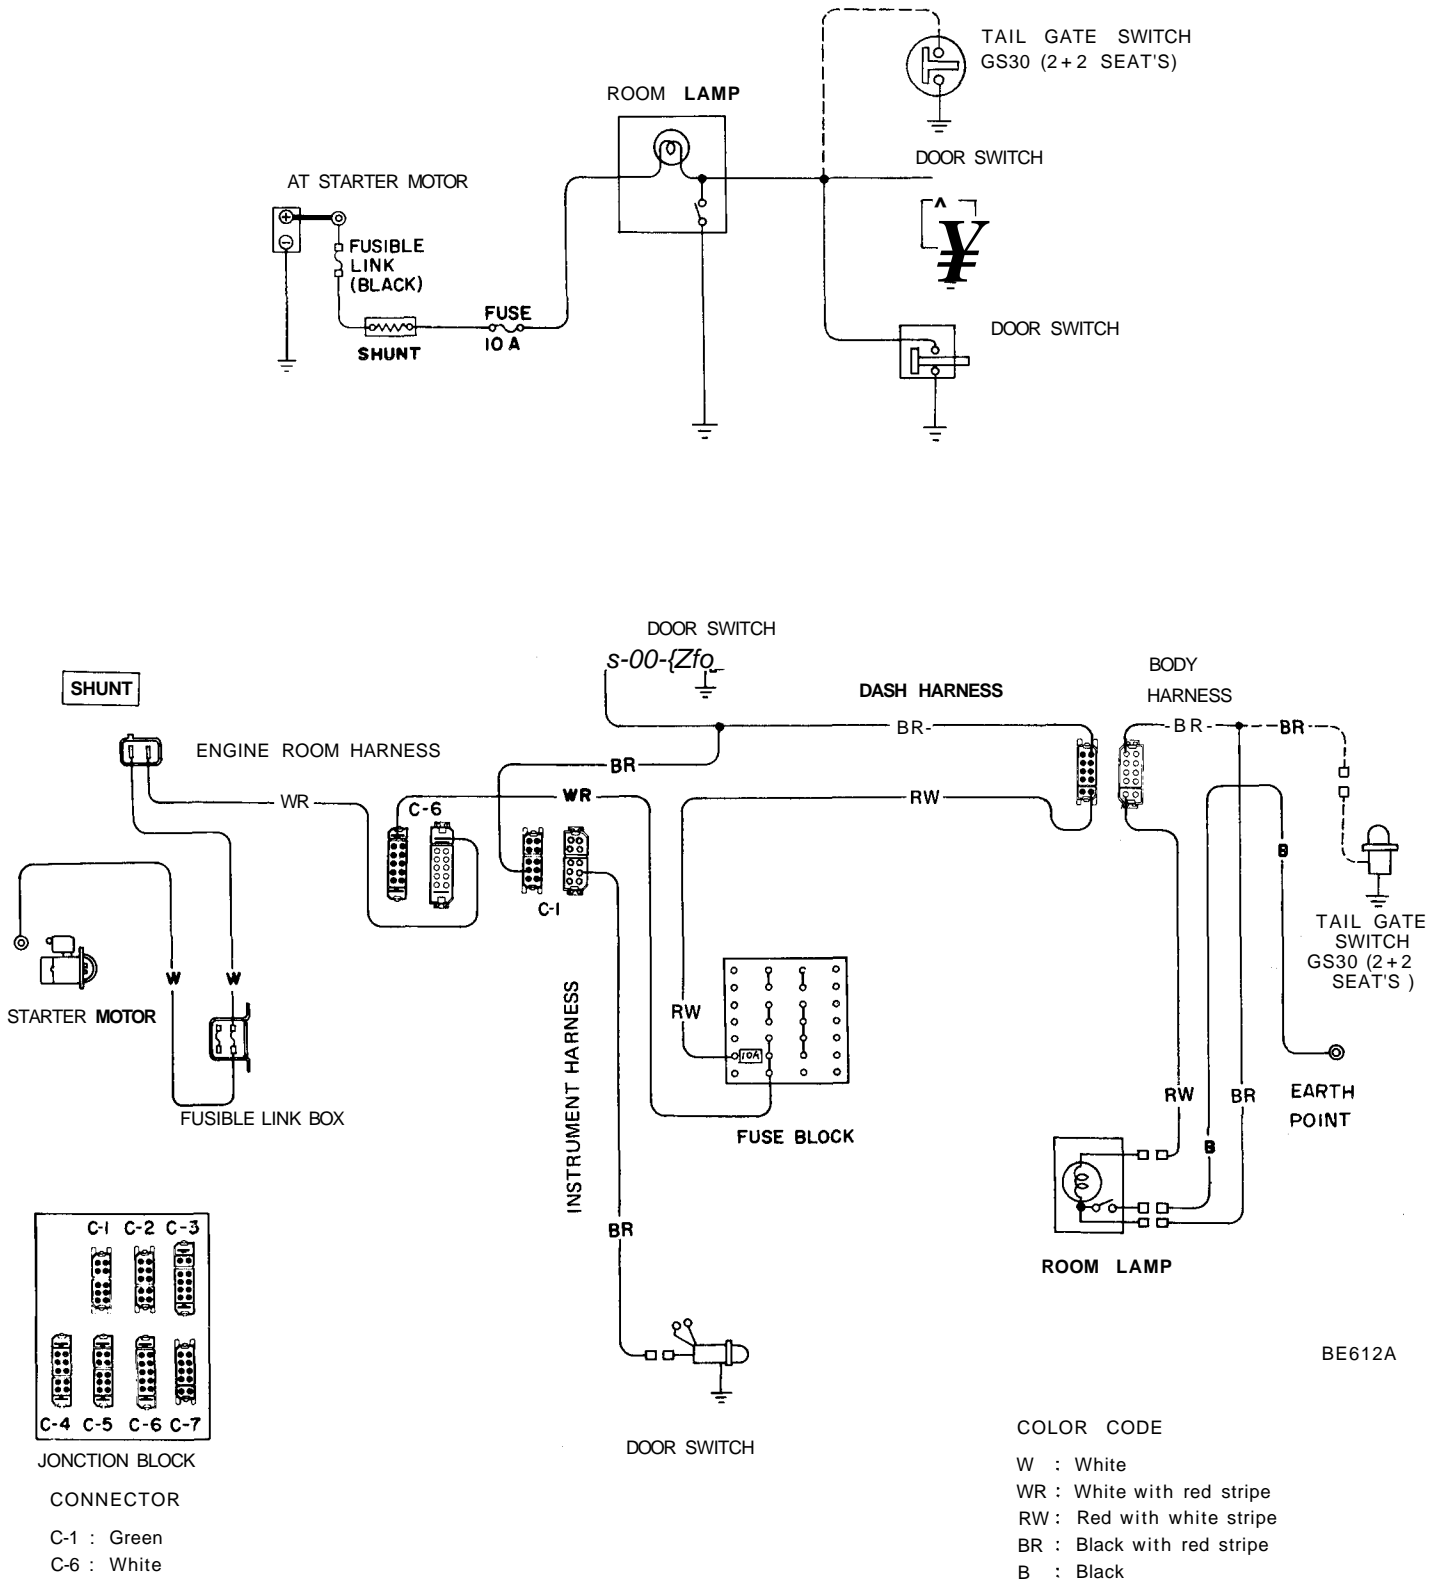 TAIL GATE SWITCH
GS30 (2+2 SEAT'S)
ROOM LAMP
DOOR SWITCH
AT STARTER MOTOR
FUSIBLE
LINK
(BLACK)
FUSE
10 A
SHUNT
¥
DOOR SWITCH
DOOR SWITCH
s-00-{Zfo_
SHUNT
DASH HARNESS
BODY
HARNESS
BR-
-BR-
BR
ENGINE ROOM HARNESS
BR
WR
WR
RW
C-6
C-1
B
TAIL GATE
SWITCH
GS30 (2+2
SEAT'S )
W
W
STARTER MOTOR
RW
10A
INSTRUMENT HARNESS
FUSIBLE LINK BOX
FUSE BLOCK
RW
BR
EARTH
POINT
B
BR
ROOM LAMP
C-1 C-2 C-3
C-4 C-5 C-6 C-7
JONCTION BLOCK
DOOR SWITCH
BE612A
CONNECTOR
C-1 : Green
C-6 : White
COLOR CODE
W : White
WR : White with red stripe
RW : Red with white stripe
BR : Black with red stripe
B : Black